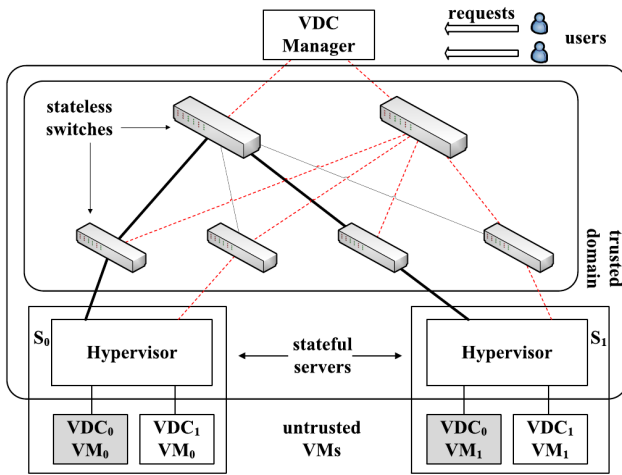 VDC
Manager
requests
users
stateless
switches
trusted
domain
S0
Hypervisor
stateful
servers
Hypervisor
S1
VDC0
VM0
VDC1
VM0
untrusted
VMs
VDC0
VM1
VDC1
VM1